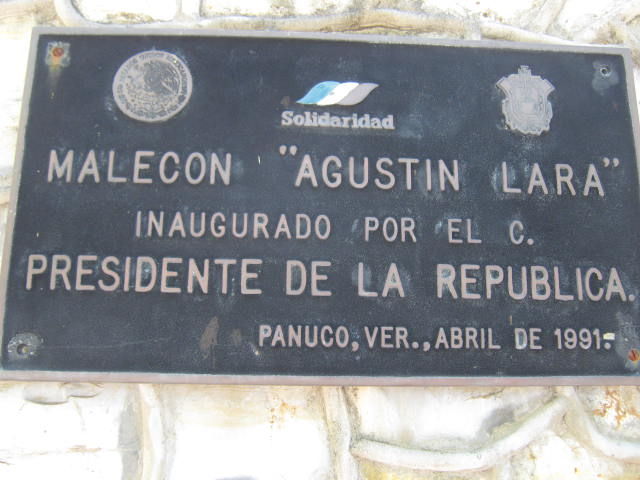 Solidaridad
MALECON "AGUSTIN LARA"
INAUGURADO POR EL C.
PRESIDENTE DE LA REPUBLICA.
PANUCO, VER., ABRIL DE 1991.